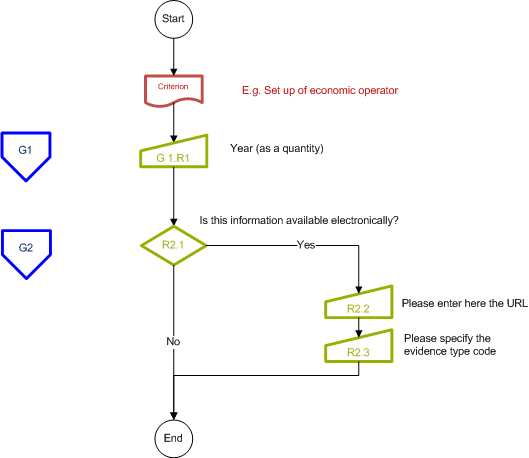 Start
Criterion
E.g. Set up of economic operator
G1
G 1.R1
Year (as a quantity)
Is this information available electronically?
G2
R2.1
Yes
R2.2
Please enter here the URL
No
R2.3
Please specify the
evidence type code
End